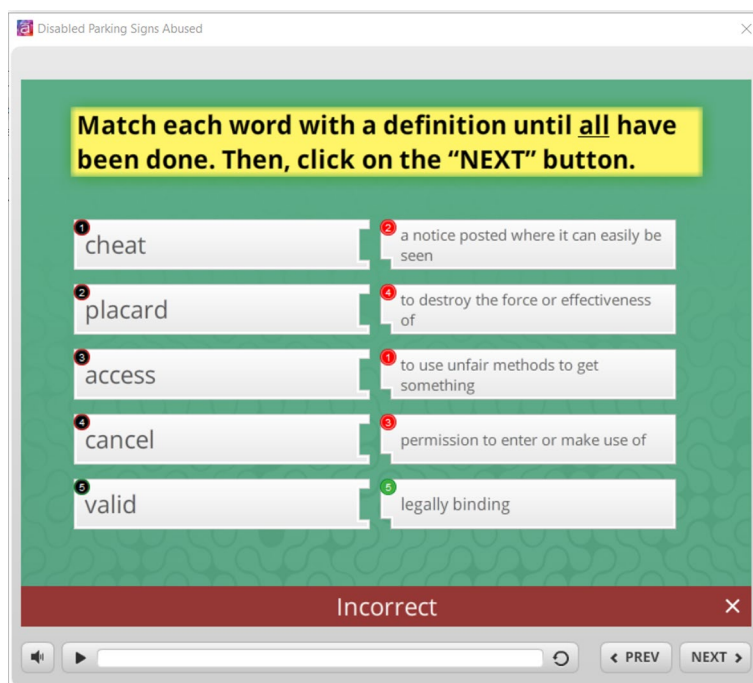 Disabled Parking Signs Abused
Match each word with a definition until all have
been done. Then, click on the “NEXT” button.
1
cheat
2
a notice posted where it can easily be
seen
2
placard
4
to destroy the force or effectiveness
of
3
access
1
to use unfair methods to get
something
4
cancel
3
permission to enter or make use of
5
valid
5
legally binding
Incorrect
PREV
NEXT